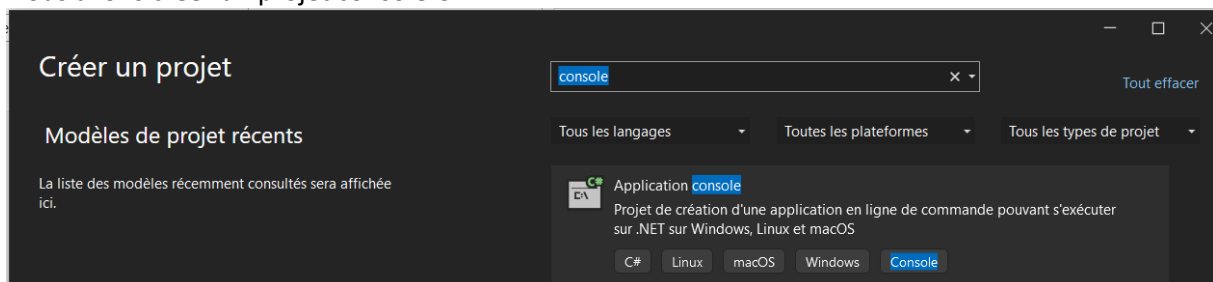 Créer un projet
console
Tout effacer
Modèles de projet récents
Tous les langages
Toutes les plateformes
Tous les types de projet
La liste des modèles récemment consultés sera affichée
ici.
C#
Application console
Projet de création d'une application en ligne de commande pouvant s'exécuter
sur .NET sur Windows, Linux et macOS
C# Linux macOS Windows Console